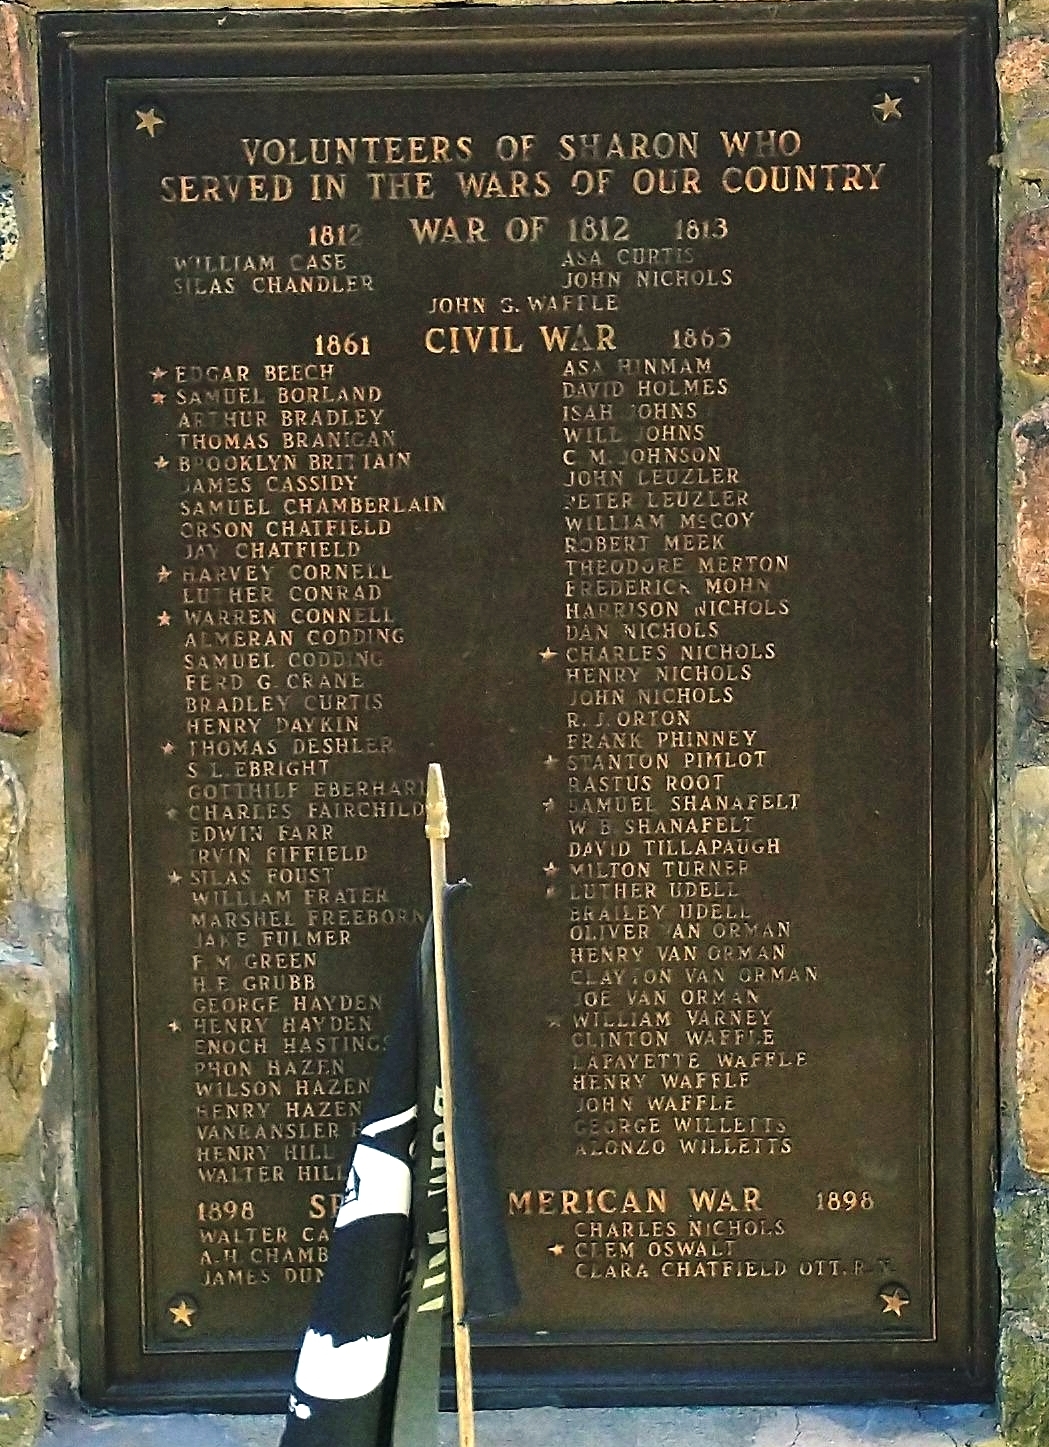 VOLUNTEERS OF SHARON WHO
SERVED IN THE WARS OF OUR COUNTRY
1812 WAR OF 1812 1813
WILLIAM CASE
SILAS CHANDLER
ASA CURTIS
JOHN NICHOLS
JOHN S. WAFFLE
1861 CIVIL WAR 1865
EDGAR BEECH
SAMUEL BORLAND
ARTHUR BRADLEY
THOMAS BRANIGAN
BROOKLYN BRITTAIN
JAMES CASSIDY
SAMUEL CHAMBERLAIN
ORSON CHATFIELD
JAY CHATFIELD
HARVEY CORNELL
LUTHER CONRAD
WARREN CONNELL
ALMERAN CODDING
SAMUEL CODDING
FERD G. CRANE
BRADLEY CURTIS
HENRY DAYKIN
THOMAS DESHLER
S. L. EBRIGHT
GOTTHILF
CHARLES FAIRCHILD
EDWIN FARR
IRVIN FIFFIELD
SILAS FOUST
WILLIAM FRATER
MARSHEL FREEBORN
JAKE FULMER
F. M. GREEN
H. E. GRUBB
GEORGE HAYDEN
HENRY HAYDEN
ENOCH HASTINGS
PHON HAZEN
WILSON HAZEN
HENRY HAZEN
VANRANSLER
HENRY HILL
WALTER HILL
ASA HINMAM
DAVID HOLMES
ISAH JOHNS
WILL JOHNS
C. M. JOHNSON
JOHN LEUZLER
PETER LEUZLER
WILLIAM McCOY
ROBERT MEEK
THEODORE MERTON
FREDERICK MOHN
HARRISON NICHOLS
DAN NICHOLS
CHARLES NICHOLS
HENRY NICHOLS
JOHN NICHOLS
R. J. ORTON
FRANK PHINNEY
STANTON PIMLOT
RASTUS ROOT
SAMUEL SHANAFELT
W. B. SHANAFELT
DAVID TILLAPAUGH
MILTON TURNER
LUTHER UDELL
BRAILEY UDELL
OLIVER VAN ORMAN
HENRY VAN ORMAN
CLAYTON VAN ORMAN
JOE VAN ORMAN
WILLIAM VARNEY
CLINTON WAFFLE
LAFAYETTE WAFFLE
HENRY WAFFLE
JOHN WAFFLE
GEORGE WILLETTS
ALONZO WILLETTS
1898 SP MERICAN WAR 1898
WALTER CA
A. H. CHAMB
JAMES DUN
CHARLES NICHOLS
CLEM OSWALT
CLARA CHATFIELD OTT. R. N.